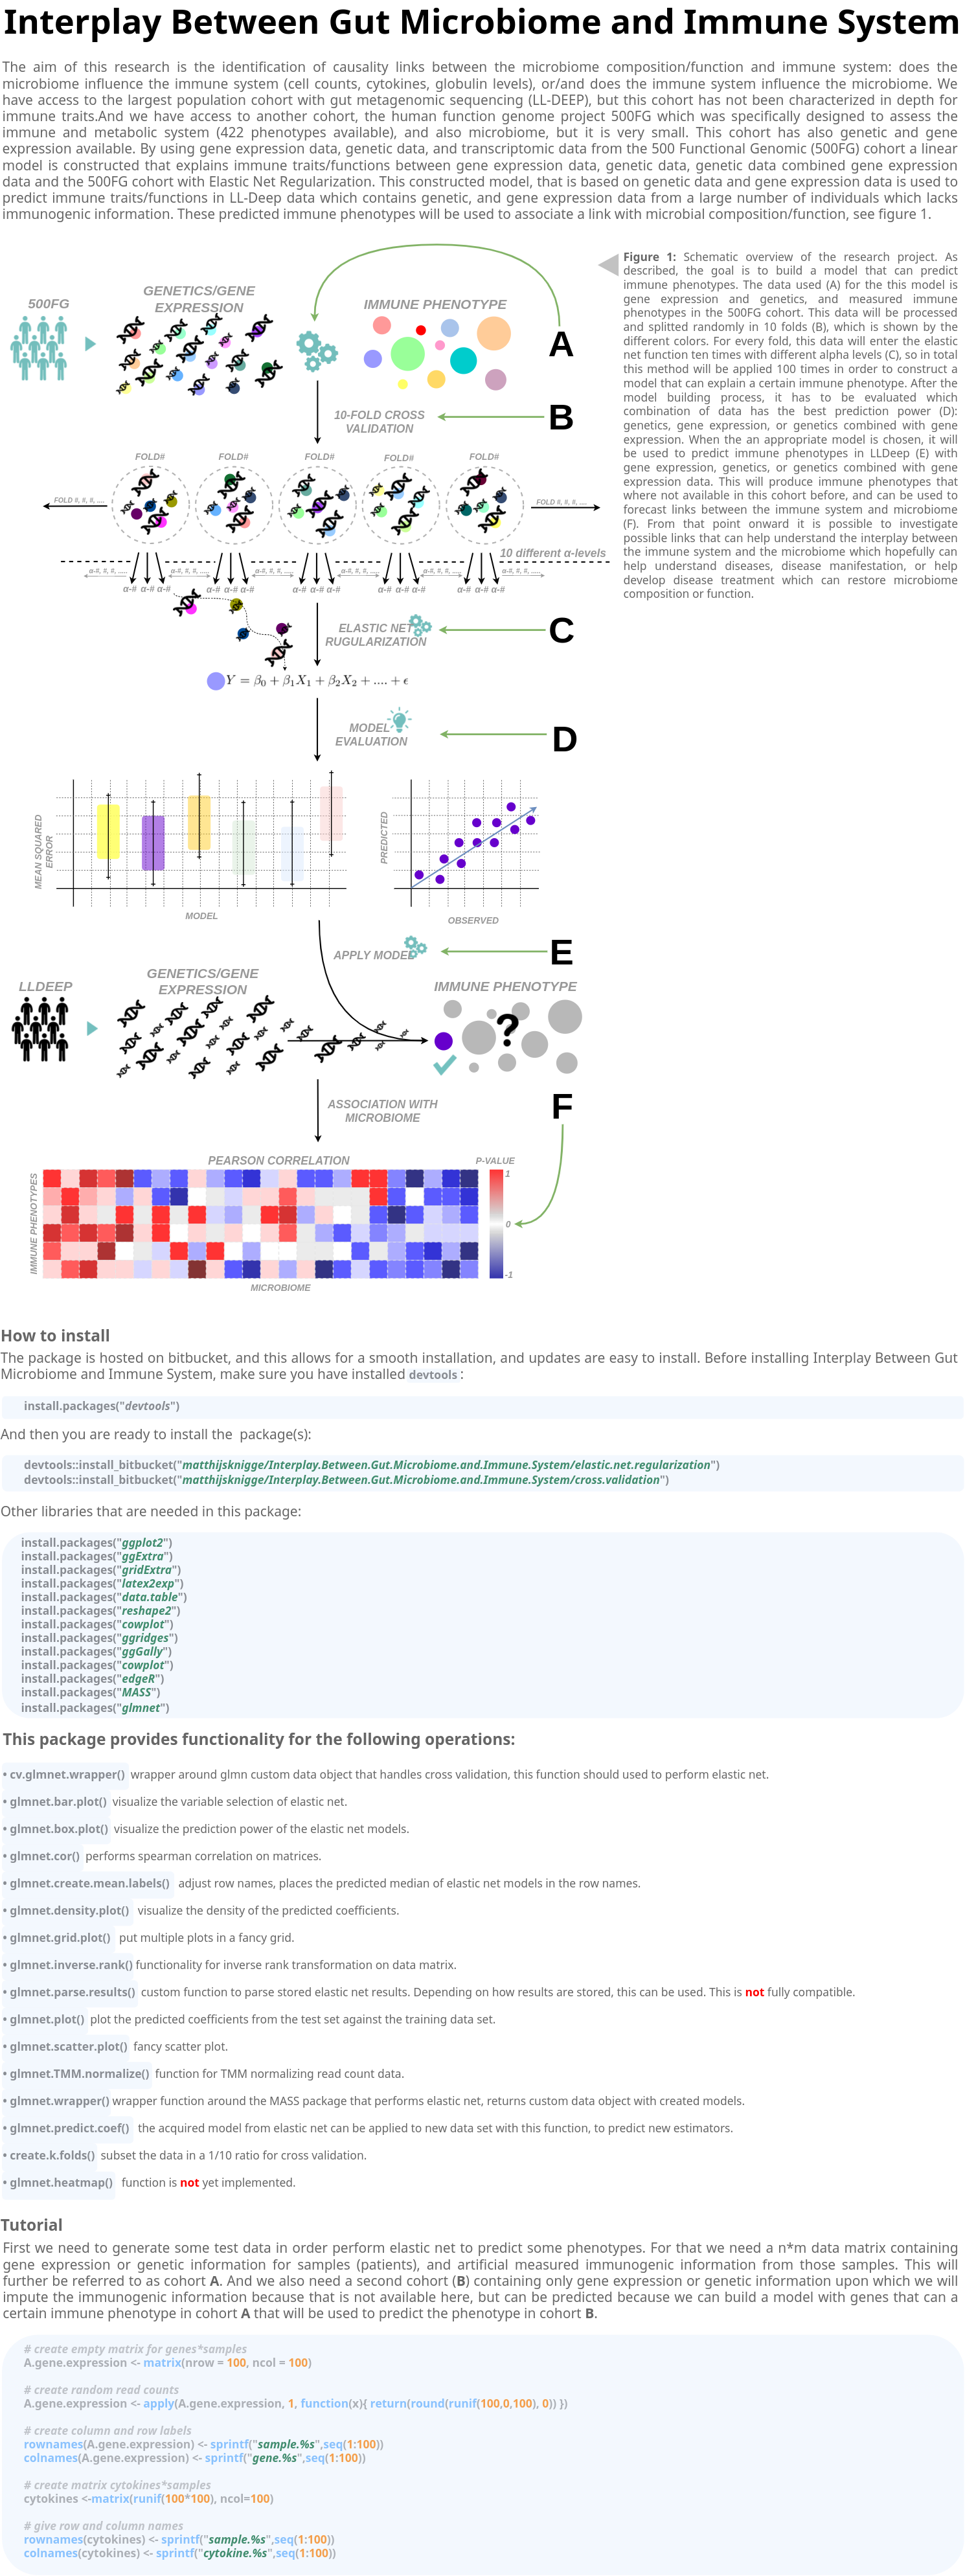 Interplay Between Gut Microbiome and Immune System
The aim of this research is the identification of causality links between the microbiome composition/function and immune system: does the
microbiome influence the immune system (cell counts, cytokines, globulin levels), or/and does the immune system influence the microbiome. We
have access to the largest population cohort with gut metagenomic sequencing (LL-DEEP), but this cohort has not been characterized in depth for
immune traits.And we have access to another cohort, the human function genome project 500FG which was specifically designed to assess the
immune and metabolic system (422 phenotypes available), and also microbiome, but it is very small. This cohort has also genetic and gene
expression available. By using gene expression data, genetic data, and transcriptomic data from the 500 Functional Genomic (500FG) cohort a linear
model is constructed that explains immune traits/functions between gene expression data, genetic data, genetic data combined gene expression
data and the 500FG cohort with Elastic Net Regularization. This constructed model, that is based on genetic data and gene expression data is used to
predict immune traits/functions in LL-Deep data which contains genetic, and gene expression data from a large number of individuals which lacks
immunogenic information. These predicted immune phenotypes will be used to associate a link with microbial composition/function, see figure 1.
Figure 1: Schematic overview of the research project. As
described, the goal is to build a model that can predict
immune phenotypes. The data used (A) for the this model is
gene expression and genetics, and measured immune
phenotypes in the 500GF cohort. This data will be processed
and splitted randomly in 10 folds (B), which is shown by the
different colors. For every fold, this data will enter the elastic
net function ten times with different alpha levels (C), so in total
this method will be applied 100 times in order to construct a
model that can explain a certain immune phenotype. After the
model building process, it has to be evaluated which
combination of data has the best prediction power (D):
genetics, gene expression, or genetics combined with gene
expression. When the an appropriate model is chosen, it will
be used to predict immune phenotypes in LLDeep (E) with
gene expression, genetics, or genetics combined with gene
expression data. This will produce immune phenotypes that
where not available in this cohort before and can be used to
forecast links between the immune system and microbiome
(F). From that point onward it is possible to investigate
possible links that can help understand the interplay between
the immune system and the microbiome which hopefully can
help understand diseases, disease manifestation, or help
develop disease treatment which can restore microbiome
composition or function.
500FG
GENETICS/GENE
EXPRESSION
IMMUNE PHENOTYPE
A
10-FOLD CROSS
VALIDATION
B
FOLD# FOLD# FOLD# FOLD# FOLD#
FOLD #, #, #, .... FOLD #, #, #, ....
10 different α-levels
α-#, #, #, ..... α-#, #, #, ..... α-#, #, #, ..... α-#, #, #, ..... α-#, #, #, ..... α-#, #, #, .....
α-# α-# α-# α-# α-# α-# α-# α-# α-# α-# α-# α-# α-# α-# α-#
ELASTIC NET
RUGULARIZATION
C
Y = β0 + β1X1 + β2X2 + .... + ϵ
MODEL
EVALUATION
D
MEAN SQUARED
ERROR
MODEL
PREDICTED
OBSERVED
APPLY MODEL
E
LLDEEP
GENETICS/GENE
EXPRESSION
IMMUNE PHENOTYPE
?
ASSOCIATION WITH
MICROBIOME
F
PEARSON CORRELATION
P-VALUE
IMMUNE PHENOTYPES
1
0
-1
MICROBIOME
How to install
The package is hosted on bitbucket, and this allows for a smooth installation, and updates are easy to install. Before installing Interplay Between Gut
Microbiome and Immune System, make sure you have installed devtools :
install.packages("devtools")
And then you are ready to install the package(s):
devtools::install_bitbucket("matthijsknigge/Interplay.Between.Gut.Microbiome.and.Immune.System/elastic.net.regularization")
devtools::install_bitbucket("matthijsknigge/Interplay.Between.Gut.Microbiome.and.Immune.System/cross.validation")
Other libraries that are needed in this package:
install.packages("ggplot2")
install.packages("ggExtra")
install.packages("gridExtra")
install.packages("latex2exp")
install.packages("data.table")
install.packages("reshape2")
install.packages("cowplot")
install.packages("ggridges")
install.packages("ggGally")
install.packages("cowplot")
install.packages("edgeR")
install.packages("MASS")
install.packages("glmnet")
This package provides functionality for the following operations:
• cv.glmnet.wrapper() wrapper around glmn custom data object that handles cross validation, this function should used to perform elastic net.
• glmnet.bar.plot() visualize the variable selection of elastic net.
• glmnet.box.plot() visualize the prediction power of the elastic net models.
• glmnet.cor() performs spearman correlation on matrices.
• glmnet.create.mean.labels() adjust row names, places the predicted median of elastic net models in the row names.
• glmnet.density.plot() visualize the density of the predicted coefficients.
• glmnet.grid.plot() put multiple plots in a fancy grid.
• glmnet.inverse.rank() functionality for inverse rank transformation on data matrix.
• glmnet.parse.results() custom function to parse stored elastic net results. Depending on how results are stored, this can be used. This is not fully compatible.
• glmnet.plot() plot the predicted coefficients from the test set against the training data set.
• glmnet.scatter.plot() fancy scatter plot.
• glmnet.TMM.normalize() function for TMM normalizing read count data.
• glmnet.wrapper() wrapper function around the MASS package that performs elastic net, returns custom data object with created models.
• glmnet.predict.coef() the acquired model from elastic net can be applied to new data set with this function, to predict new estimators.
• create.k.folds() subset the data in a 1/10 ratio for cross validation.
• glmnet.heatmap() function is not yet implemented.
Tutorial
First we need to generate some test data in order perform elastic net to predict some phenotypes. For that we need a n*m data matrix containing
gene expression or genetic information for samples (patients), and artificial measured immunogenic information from those samples. This will
further be referred to as cohort A. And we also need a second cohort (B) containing only gene expression or genetic information upon which we will
impute the immunogenic information because that is not available here, but can be predicted because we can build a model with genes that can a
certain immune phenotype in cohort A that will be used to predict the phenotype in cohort B.
# create empty matrix for genes*samples
A.gene.expression <- matrix(nrow = 100, ncol = 100)
# create random read counts
A.gene.expression <- apply(A.gene.expression, 1, function(x){ return(round(runif(100,0,100), 0)) })
# create column and row labels
rownames(A.gene.expression) <- sprintf("sample.%s",seq(1:100))
colnames(A.gene.expression) <- sprintf("gene.%s",seq(1:100))
# create matrix cytokines*samples
cytokines <-matrix(runif(100*100), ncol=100)
# give row and column names
rownames(cytokines) <- sprintf("sample.%s",seq(1:100))
colnames(cytokines) <- sprintf("cytokine.%s",seq(1:100))